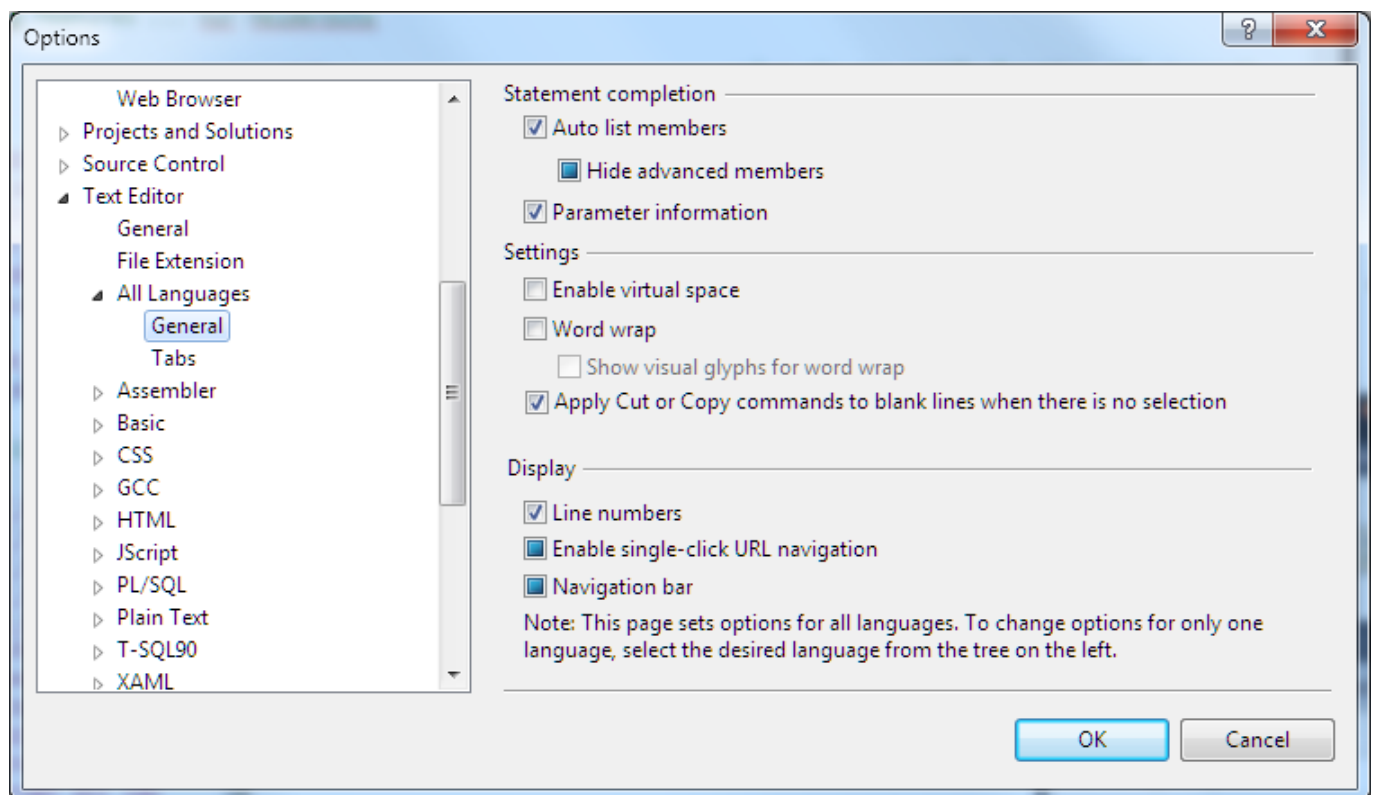 Options
Web Browser
Projects and Solutions
Source Control
Text Editor
General
File Extension
All Languages
General
Tabs
Assembler
Basic
CSS
GCC
HTML
JScript
PL/SQL
Plain Text
T-SQL90
XAML
Statement completion
Auto list members
Hide advanced members
Parameter information
Settings
Enable virtual space
Word wrap
Show visual glyphs for word wrap
Apply Cut or Copy commands to blank lines when there is no selection
Display
Line numbers
Enable single-click URL navigation
Navigation bar
Note: This page sets options for all languages. To change options for only one
language, select the desired language from the tree on the left.
OK
Cancel